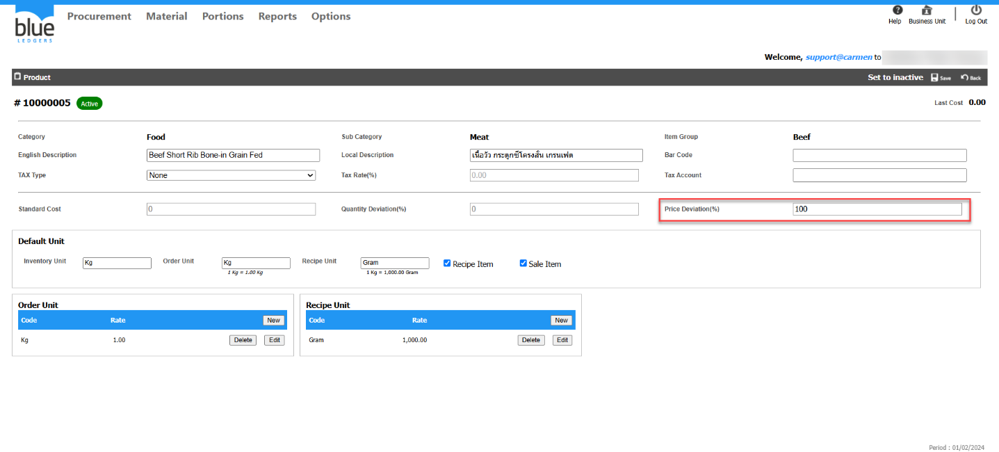 Procurement Material Portions Reports Options
blue
LEDGERS
Help Business Unit Log Out
Welcome, support@carmen to
Product Set to inactive Save Back
# 10000005 Active Last Cost 0.00
Category Food Sub Category Meat Item Group Beef
English Description Beef Short Rib Bone-in Grain Fed Local Description เนื้อวัว กระดูกซี่โครงสั้น เกรนเฟด Bar Code
TAX Type None Tax Rate(%) 0.00 Tax Account
Standard Cost 0 Quantity Deviation(%) 0 Price Deviation(%) 100
Default Unit
Inventory Unit Kg Order Unit Kg Recipe Unit Gram Recipe Item Sale Item
1 Kg = 1.00 Kg 1 Kg = 1,000.00 Gram
Order Unit Recipe Unit
Code Rate New Code Rate New
Kg 1.00 Delete Edit Gram 1,000.00 Delete Edit
Period : 01/02/2024